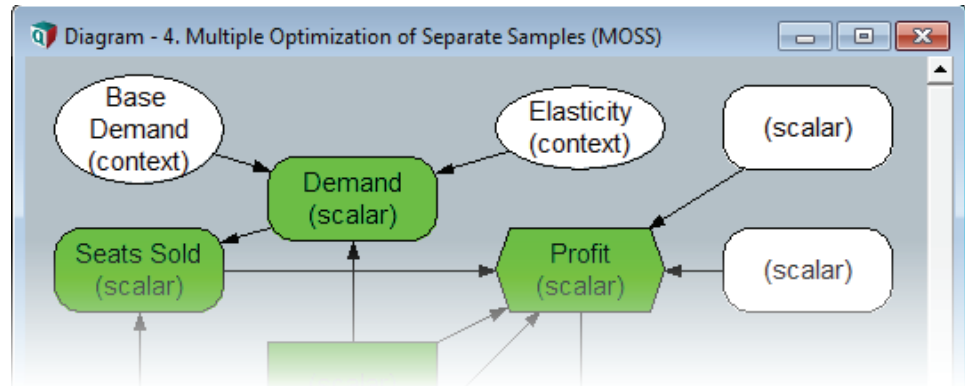 Diagram - 4. Multiple Optimization of Separate Samples (MOSS)
Base
Demand
(context)
Elasticity
(context)
(scalar)
Demand
(scalar)
Seats Sold
(scalar)
Profit
(scalar)
(scalar)